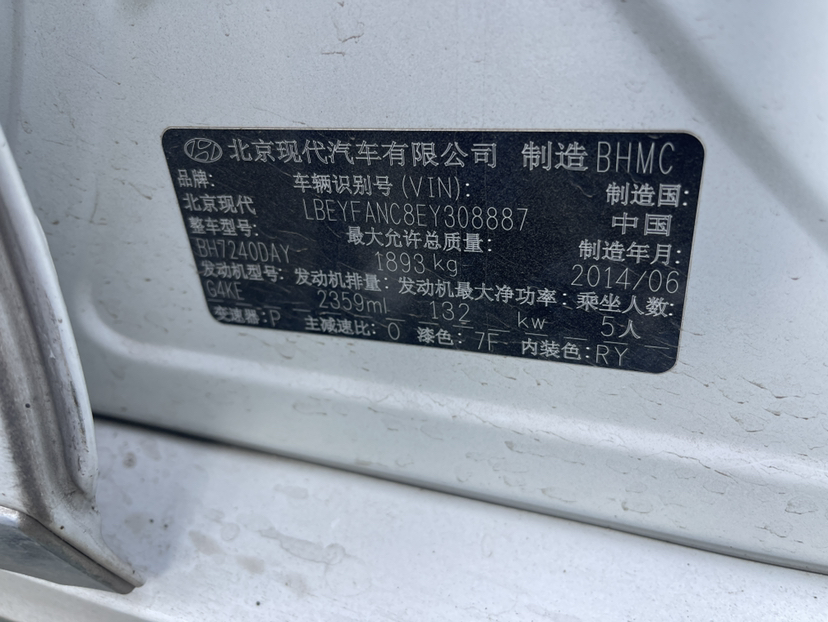 北京现代汽车有限公司 制造 BHMC
品牌: 车辆识别号(VIN): 制造国:
北京现代 LBEYFANC8EY308887 中国
整车型号: 最大允许总质量: 制造年月:
BH7240DAY 1893 kg 2014/06
发动机型号: 发动机排量: 发动机最大净功率: 乘坐人数:
G4KE 2359ml 132 kw 5人
变速器:P 主减速比:0 漆色:7F 内装色:RY